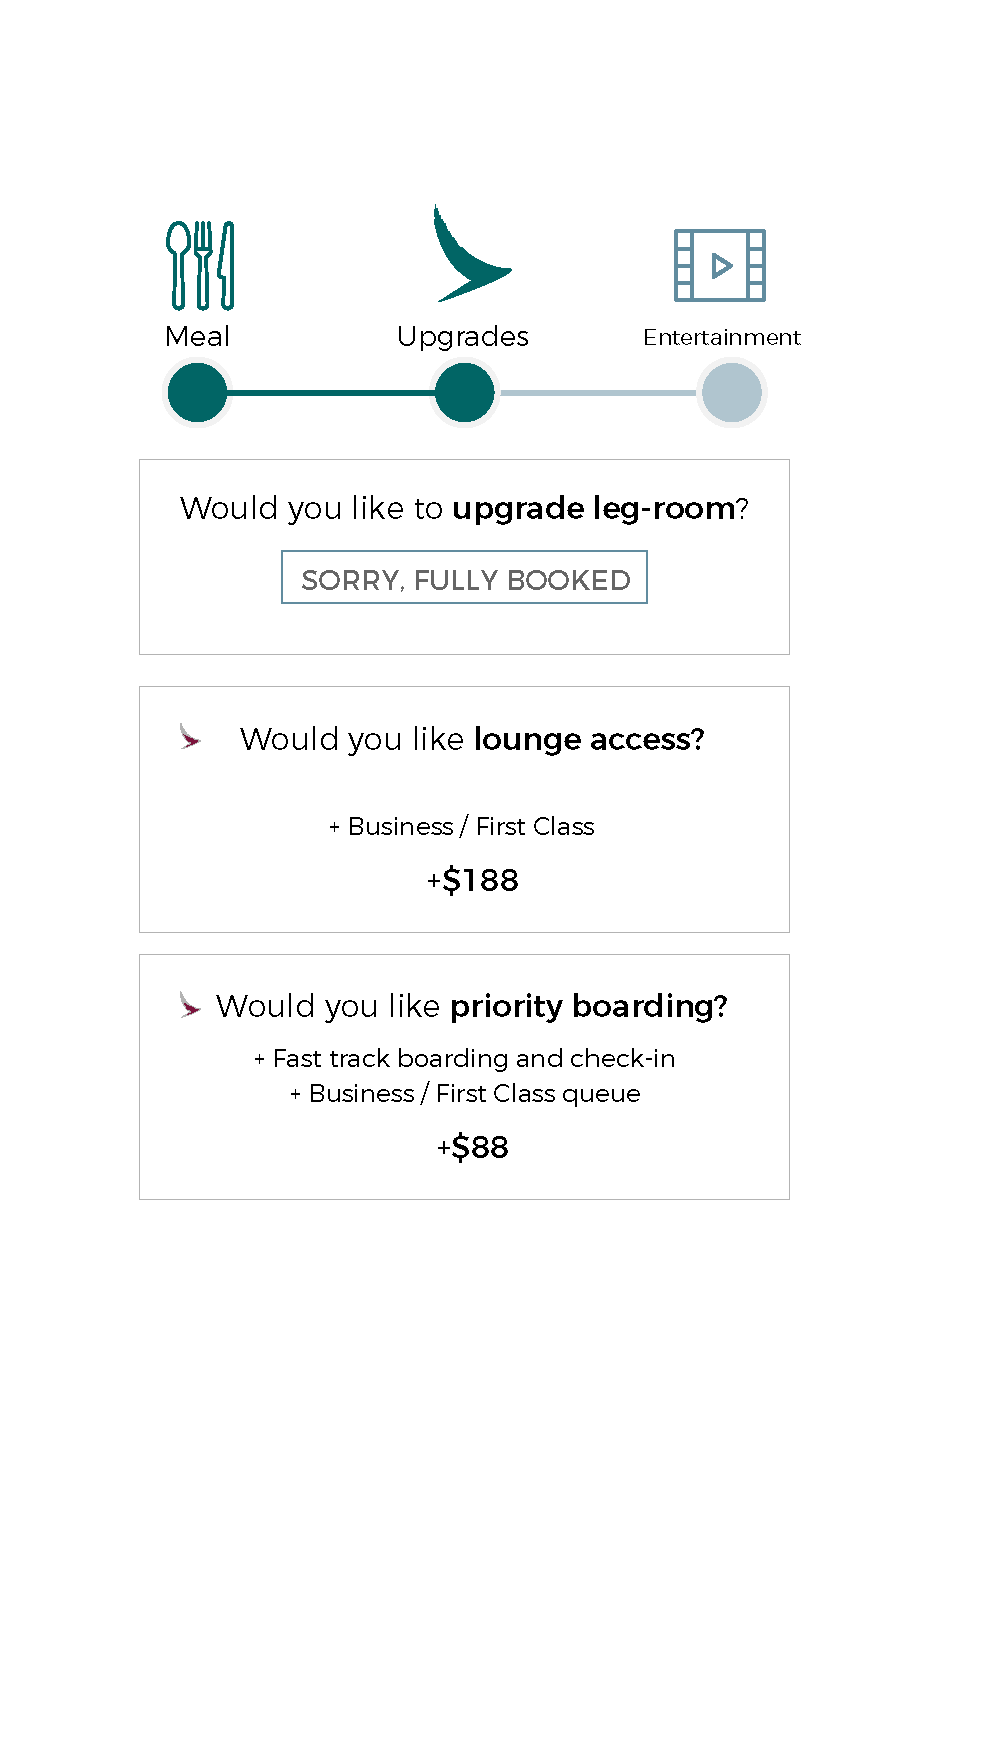 Meal
Upgrades
Entertainment
Would you like to upgrade leg-room?
SORRY, FULLY BOOKED
Would you like lounge access?
+ Business / First Class
+$188
Would you like priority boarding?
+ Fast track boarding and check-in
+ Business / First Class queue
+$88